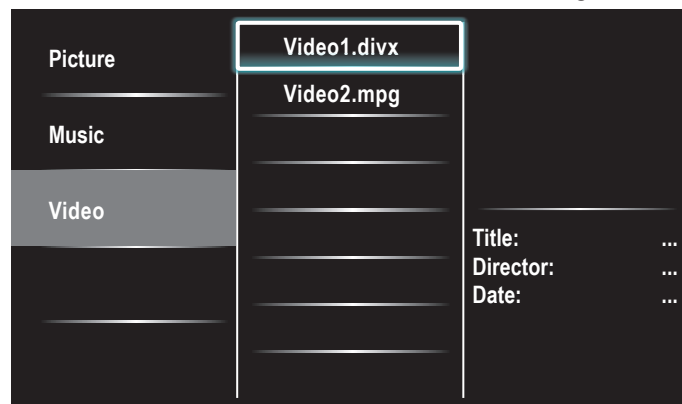 Picture
Music
Video
Video1.divx
Video2.mpg
Title: ...
Director: ...
Date: ...